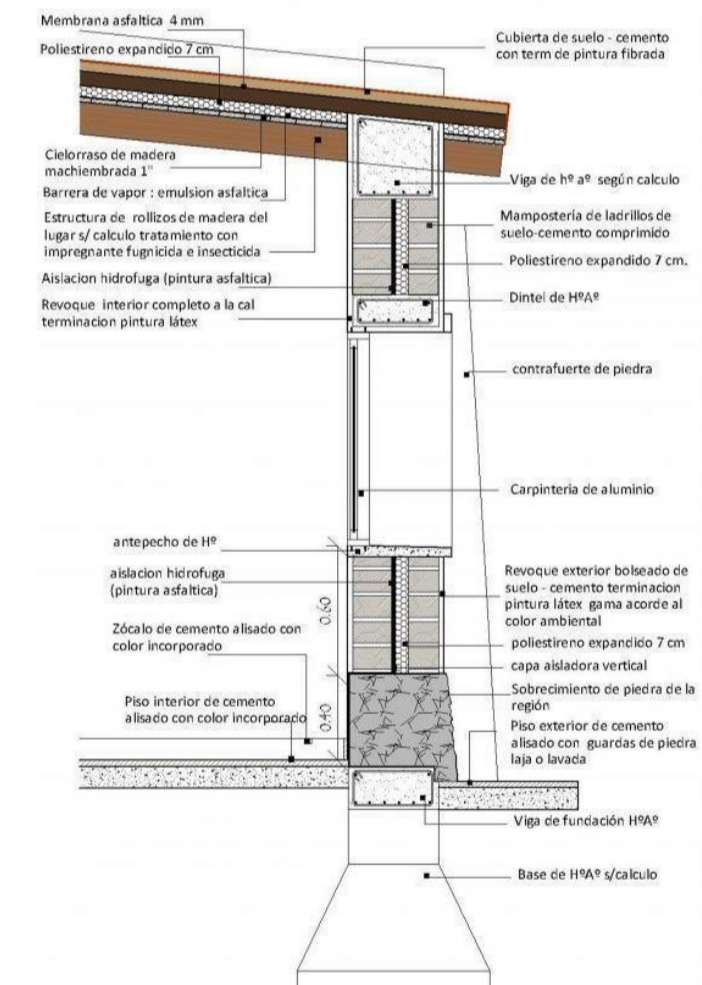 Membrana asfaltica 4 mm
Poliestireno expandido 7 cm
Cubierta de suelo - cemento
con term de pintura fibrada
Cielorraso de madera
machiembrada 1"
Barrera de vapor : emulsion asfaltica
Estructura de rollizos de madera del
lugar s/ calculo tratamiento con
impregnante fugnicida e insecticida
Aislacion hidrofuga (pintura asfaltica)
Revoque interior completo a la cal
terminacion pintura látex
Viga de hº aº según calculo
Mampostería de ladrillos de
suelo-cemento comprimido
Poliestireno expandido 7 cm.
Dintel de HºAº
contrafuerte de piedra
Carpinteria de aluminio
antepecho de Hº
aislacion hidrofuga
(pintura asfaltica)
0.60
Zócalo de cemento alisado con
color incorporado
Piso interior de cemento
alisado con color incorporado
0.40
Revoque exterior bolseado de
suelo - cemento terminacion
pintura látex gama acorde al
color ambiental
poliestireno expandido 7 cm
capa aisladora vertical
Sobrecimiento de piedra de la
región
Piso exterior de cemento
alisado con guardas de piedra
laja o lavada
Viga de fundación HºAº
Base de HºAº s/calculo